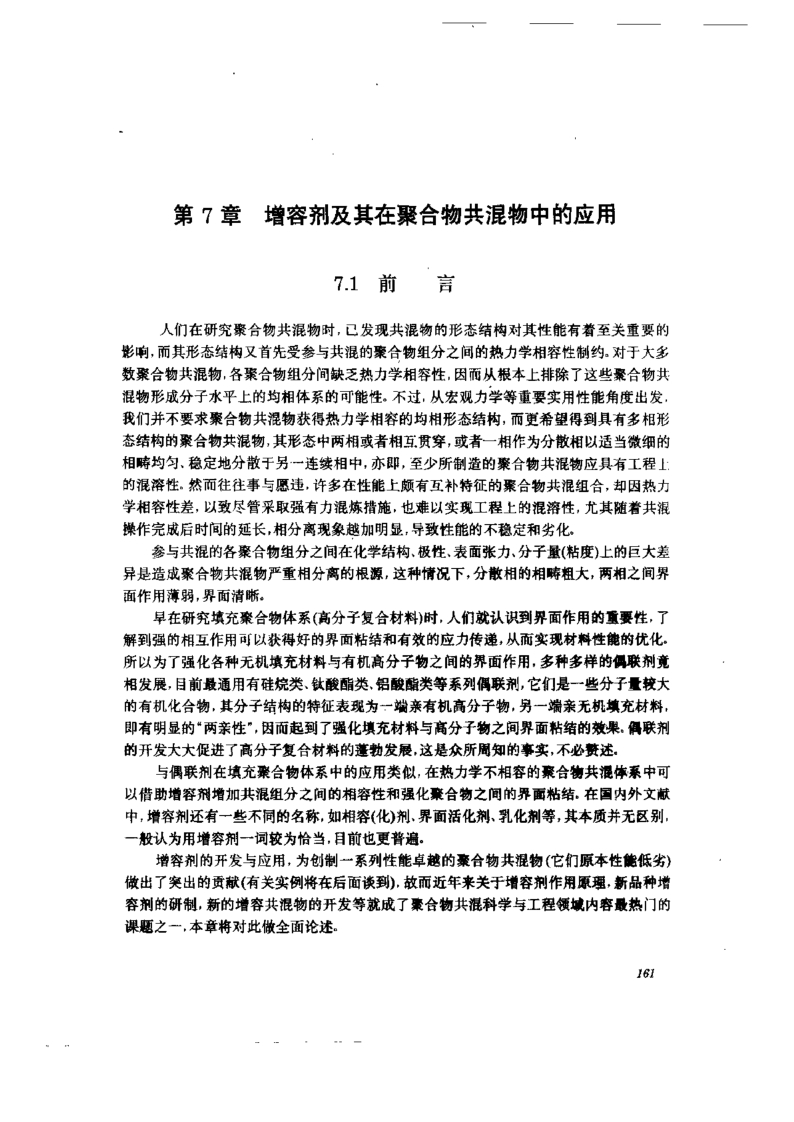 第 7 章　增容剂及其在聚合物共混物中的应用
7.1　前　　言
人们在研究聚合物共混物时,已发现共混物的形态结构对其性能有着至关重要的
影响,而其形态结构又首先受参与共混的聚合物组分之间的热力学相容性制约。对于大多
数聚合物共混物,各聚合物组分间缺乏热力学相容性,因而从根本上排除了这些聚合物共
混物形成分子水平上的均相体系的可能性。不过,从宏观力学等重要实用性能角度出发,
我们并不要求聚合物共混物获得热力学相容的均相形态结构,而更希望得到具有多相形
态结构的聚合物共混物,其形态中两相或者相互贯穿,或者一相作为分散相以适当微细的
相畴均匀、稳定地分散于另一连续相中,亦即,至少所制造的聚合物共混物应具有工程上
的混溶性。然而往往事与愿违,许多在性能上颇有互补特征的聚合物共混组合,却因热力
学相容性差,以致尽管采取强有力混炼措施,也难以实现工程上的混溶性,尤其随着共混
操作完成后时间的延长,相分离现象越加明显,导致性能的不稳定和劣化。
参与共混的各聚合物组分之间在化学结构、极性、表面张力、分子量(粘度)上的巨大差
异是造成聚合物共混物严重相分离的根源,这种情况下,分散相的相畴粗大,两相之间界
面作用薄弱,界面清晰。
早在研究填充聚合物体系(高分子复合材料)时,人们就认识到界面作用的重要性,了
解到强的相互作用可以获得好的界面粘结和有效的应力传递,从而实现材料性能的优化。
所以为了强化各种无机填充材料与有机高分子物之间的界面作用,多种多样的偶联剂竞
相发展,目前最通用有硅烷类、钛酸酯类、铝酸酯类等系列偶联剂,它们是一些分子量较大
的有机化合物,其分子结构的特征表现为一端亲有机高分子物,另一端亲无机填充材料,
即有明显的“两亲性”,因而起到了强化填充材料与高分子物之间界面粘结的效果。偶联剂
的开发大大促进了高分子复合材料的蓬勃发展,这是众所周知的事实,不必赘述。
与偶联剂在填充聚合物体系中的应用类似,在热力学不相容的聚合物共混体系中可
以借助增容剂增加共混组分之间的相容性和强化聚合物之间的界面粘结。在国内外文献
中,增容剂还有一些不同的名称,如相容(化)剂、界面活化剂、乳化剂等,其本质并无区别,
一般认为用增容剂一词较为恰当,目前也更普遍。
增容剂的开发与应用,为创制一系列性能卓越的聚合物共混物(它们原本性能低劣)
做出了突出的贡献(有关实例将在后面谈到),故而近年来关于增容剂作用原理,新品种增
容剂的研制,新的增容共混物的开发等就成了聚合物共混科学与工程领域内容最热门的
课题之一,本章将对此做全面论述。
161